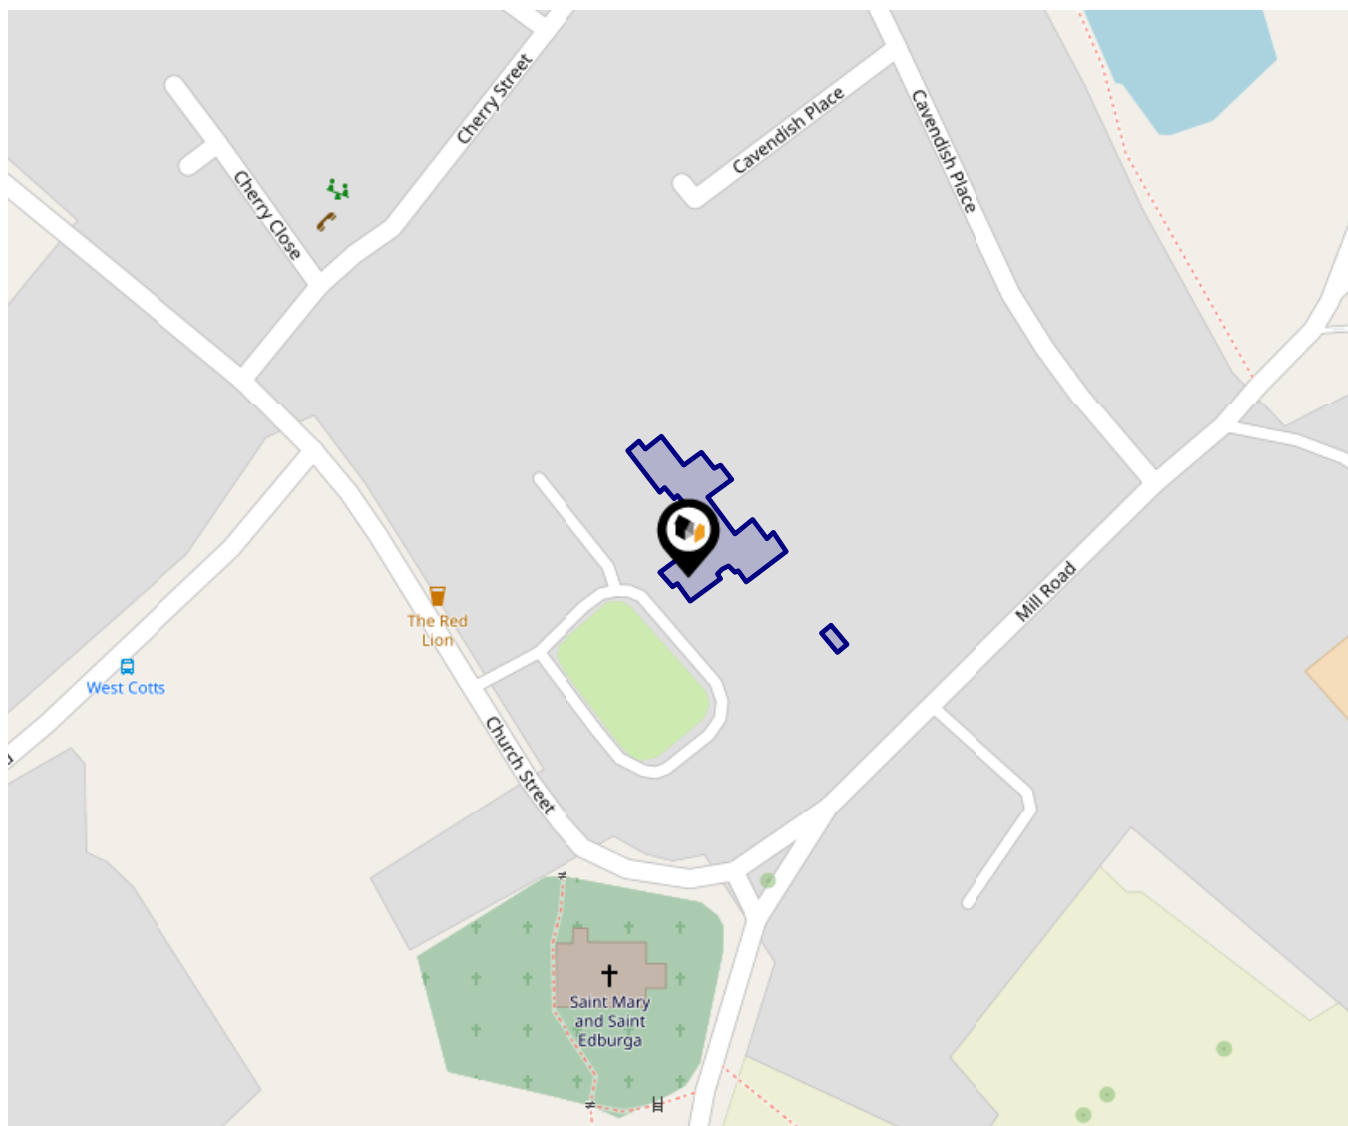 Cherry Street
Cavendish Place
Cavendish Place
Cherry Close
Mill Road
The Red
Lion
West Cotts
Church Street
Saint Mary
and Saint
Edburga